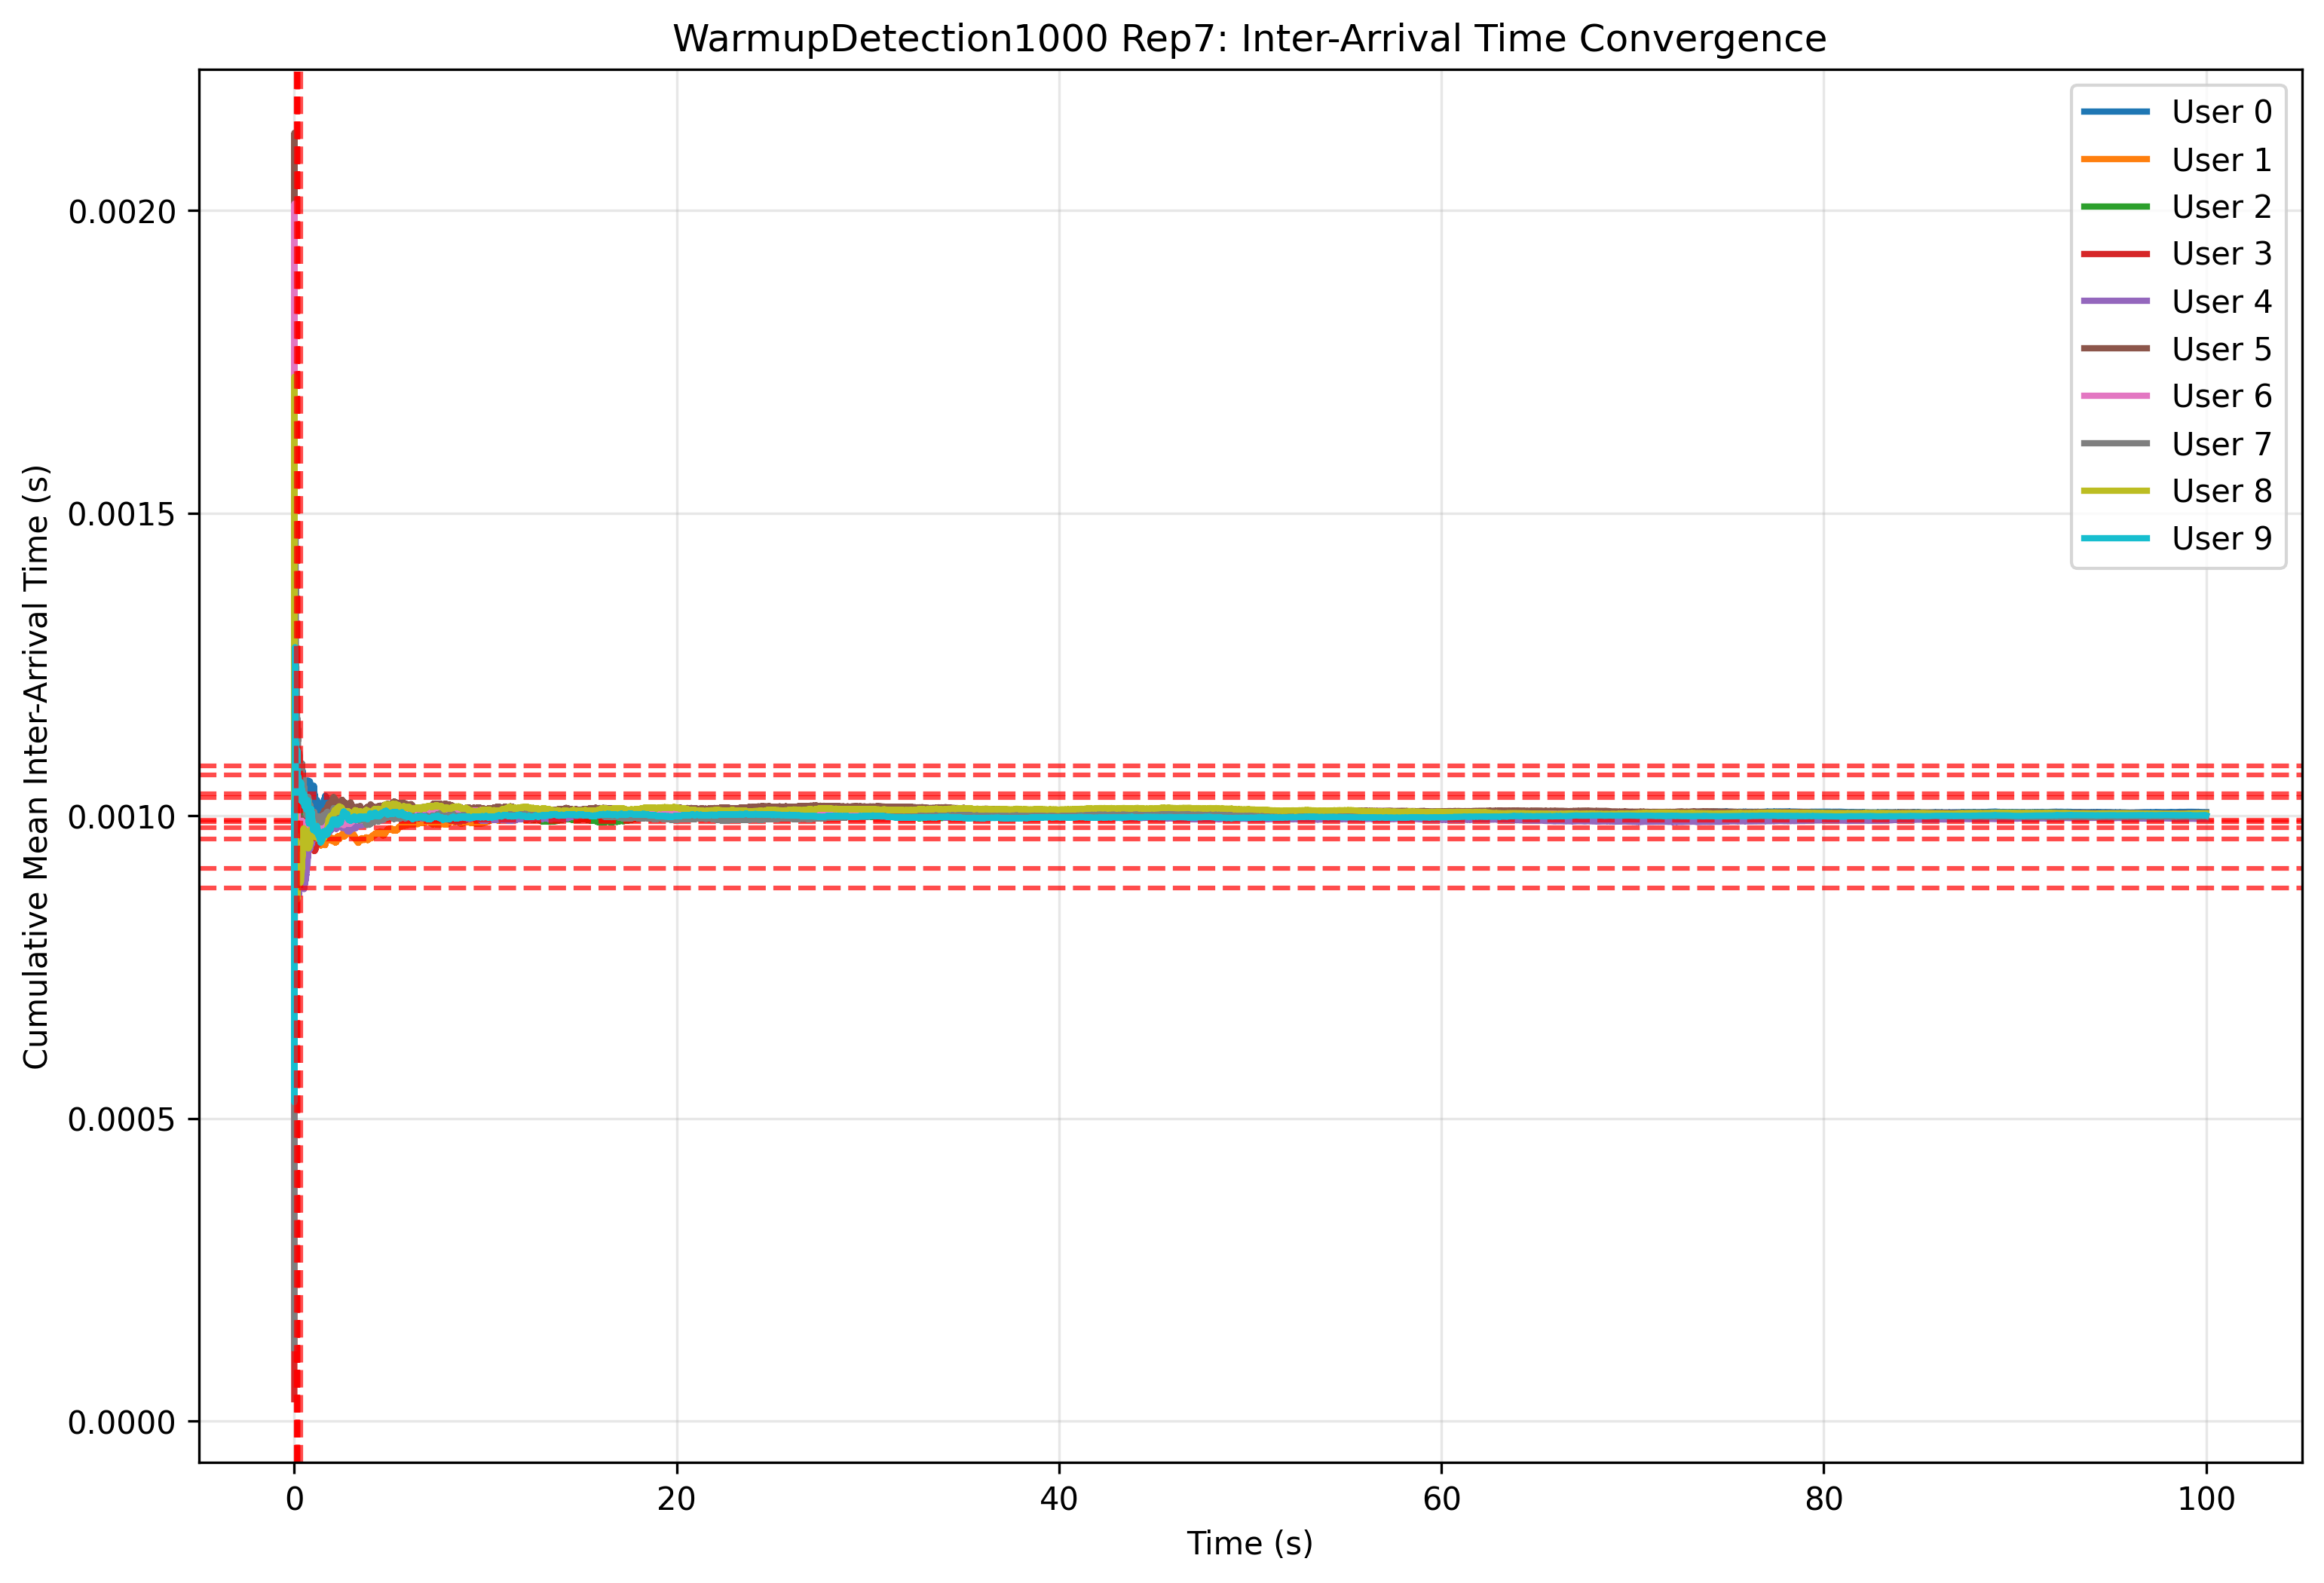 WarmupDetection1000 Rep7: Inter-Arrival Time Convergence
Cumulative Mean Inter-Arrival Time (s)
0.0020
0.0015
0.0010
0.0005
0.0000
User 0
User 1
User 2
User 3
User 4
User 5
User 6
User 7
User 8
User 9
0
20
40
60
80
100
Time (s)